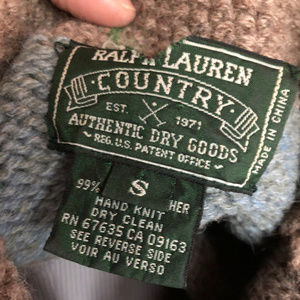 RALPH LAUREN
COUNTRY
EST. 1971
AUTHENTIC DRY GOODS
REG. U.S. PATENT OFFICE
MADE IN CHINA
99% S HER
HAND KNIT
DRY CLEAN
RN 67635 CA 09163
SEE REVERSE SIDE
VOIR AU VERSO